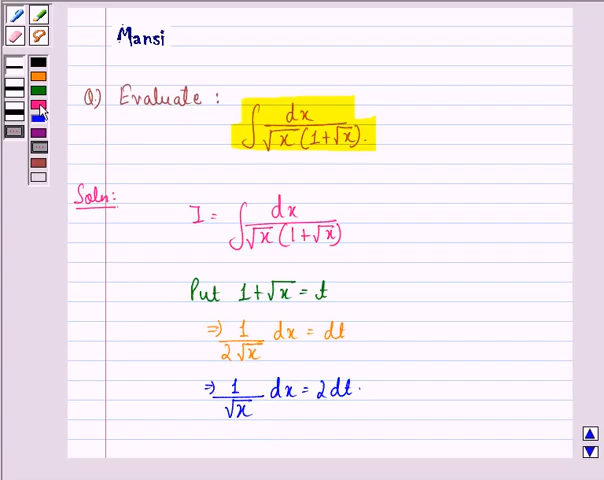 Mansi
Q) Evaluate : ∫ dx / √x (1+√x).
Soln:
I = ∫ dx / √x (1+√x)
Put 1+√x = t
⇒ 1 / 2√x dx = dt
⇒ 1 / √x dx = 2dt.